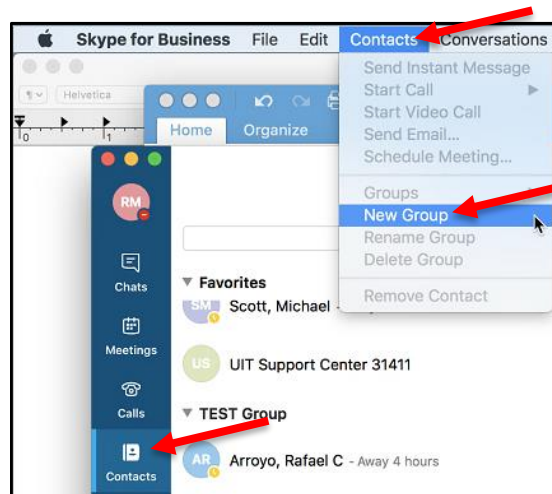 Skype for Business File Edit Contacts Conversations
Helvetica
Send Instant Message
Start Call
Start Video Call
Send Email...
Schedule Meeting...
Groups
New Group
Rename Group
Delete Group
Remove Contact
0 1
Home Organize
RM
Chats
Meetings
Calls
Contacts
Favorites
SM Scott, Michael -
US UIT Support Center 31411
TEST Group
AR Arroyo, Rafael C - Away 4 hours